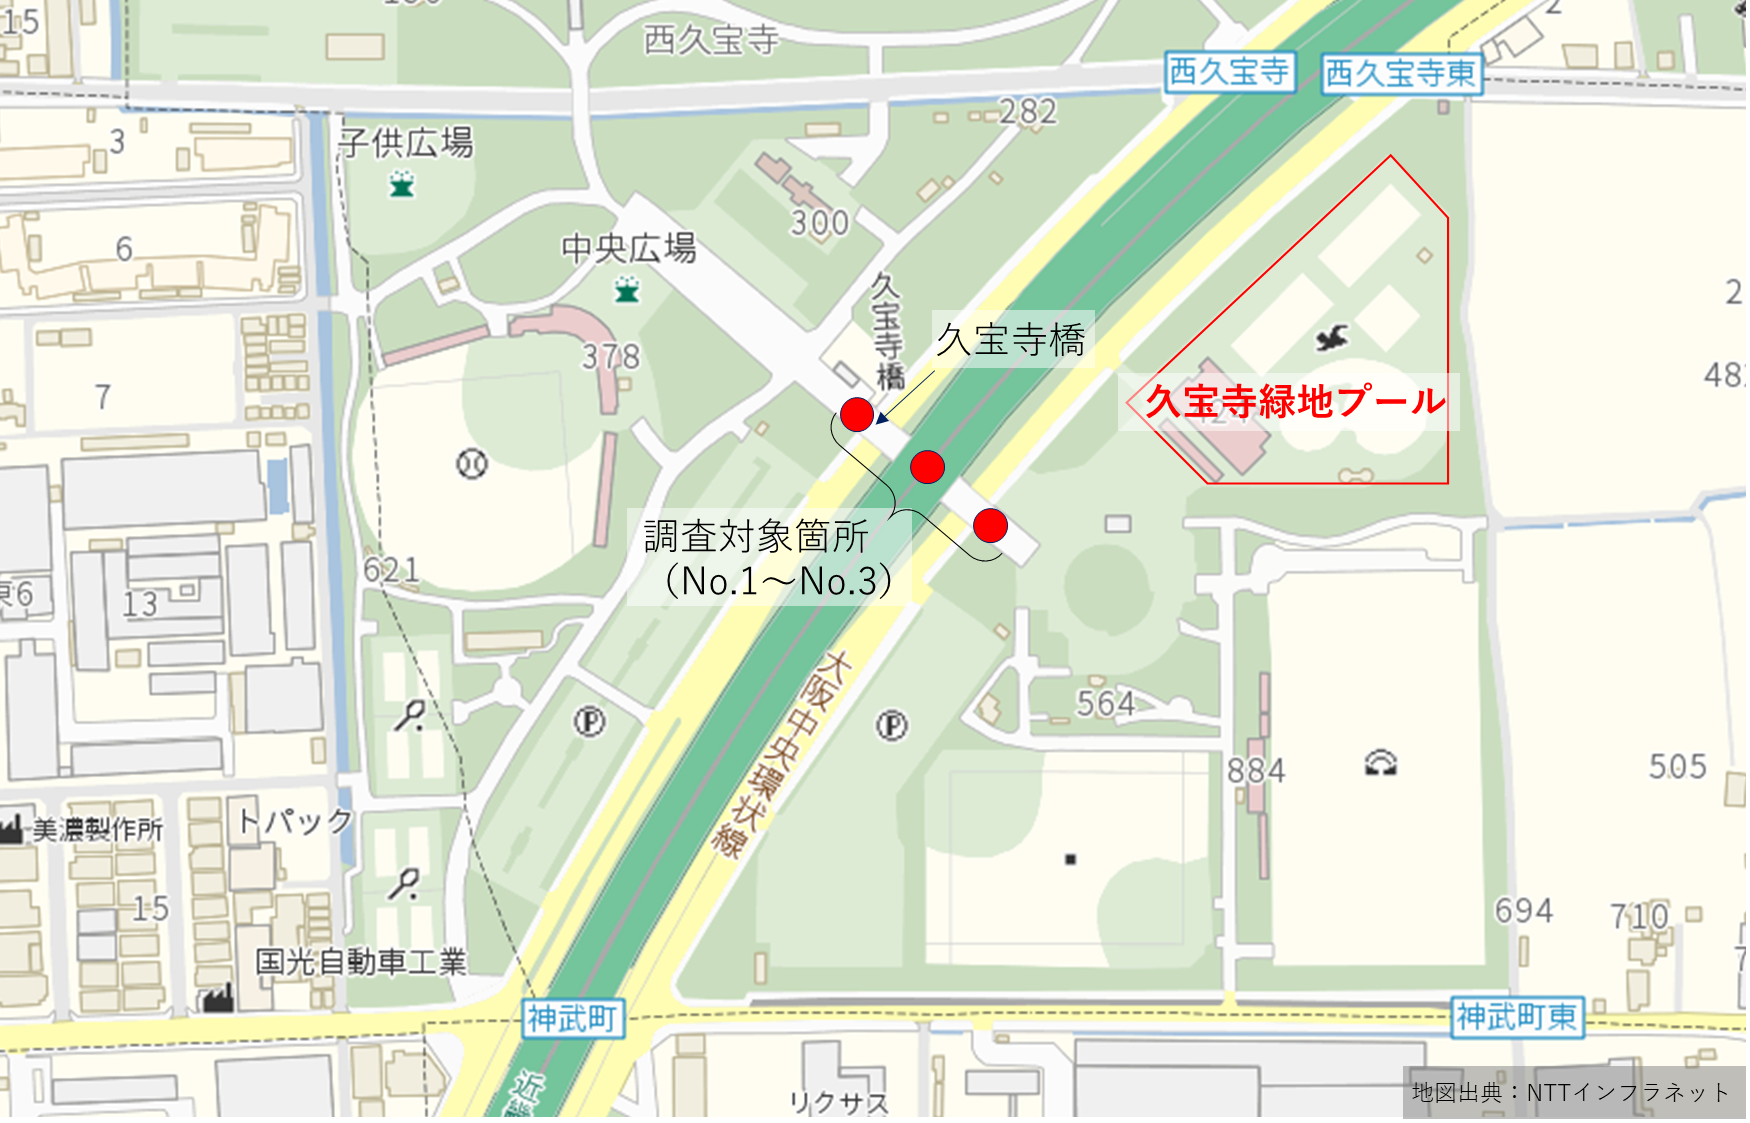 15
西久宝寺
西久宝寺
西久宝寺東
2
3
子供広場
282
6
中央広場
300
久宝寺橋
久宝寺橋
378
7
久宝寺緑地プール
調査対象箇所
（No.1～No.3）
621
13
東6
大阪中央環状線
564
884
505
トパック
美濃製作所
15
694
710
国光自動車工業
神武町
神武町東
近畿
リクサス
地図出典：NTTインフラネット